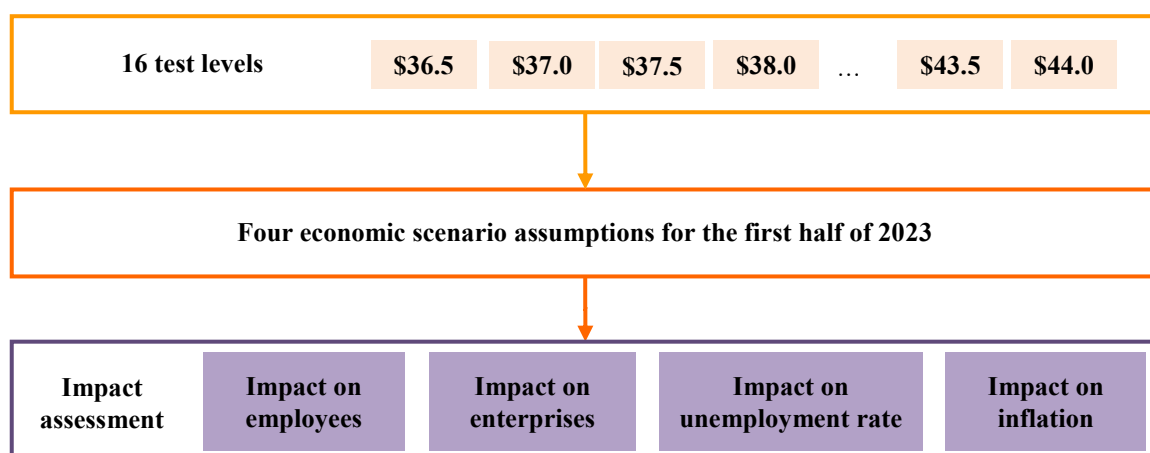 16 test levels $36.5 $37.0 $37.5 $38.0 … $43.5 $44.0
Four economic scenario assumptions for the first half of 2023
Impact assessment
Impact on employees
Impact on enterprises
Impact on unemployment rate
Impact on inflation